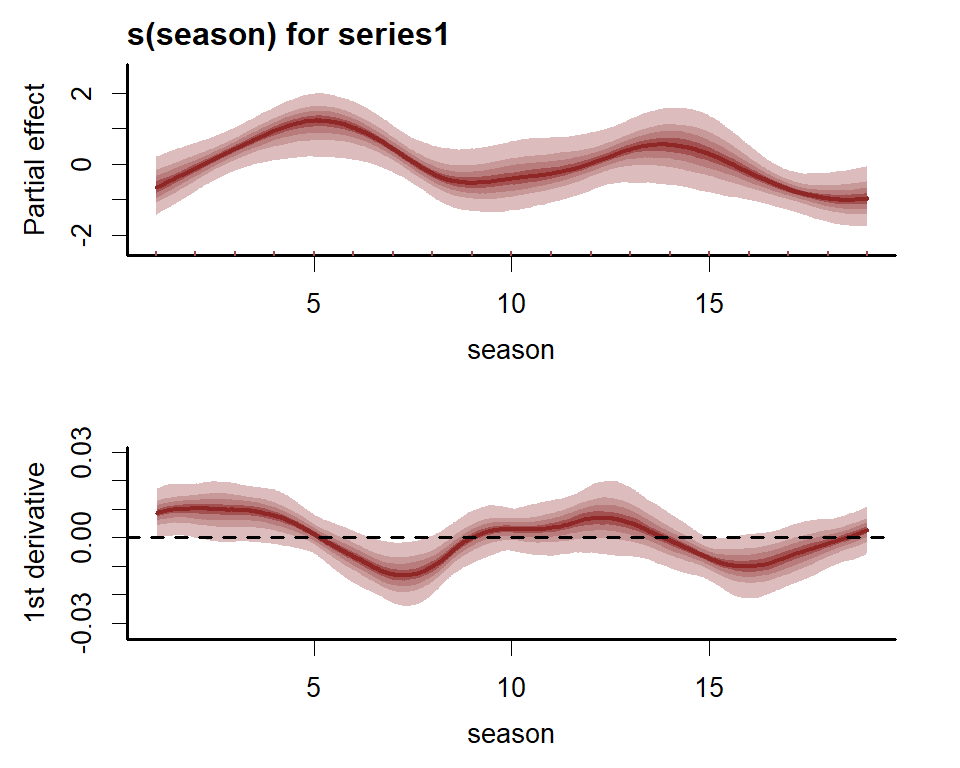 s(season) for series1
Partial effect
2
0
-2
5 10 15
season
1st derivative
0.03
0.00
-0.03
5 10 15
season